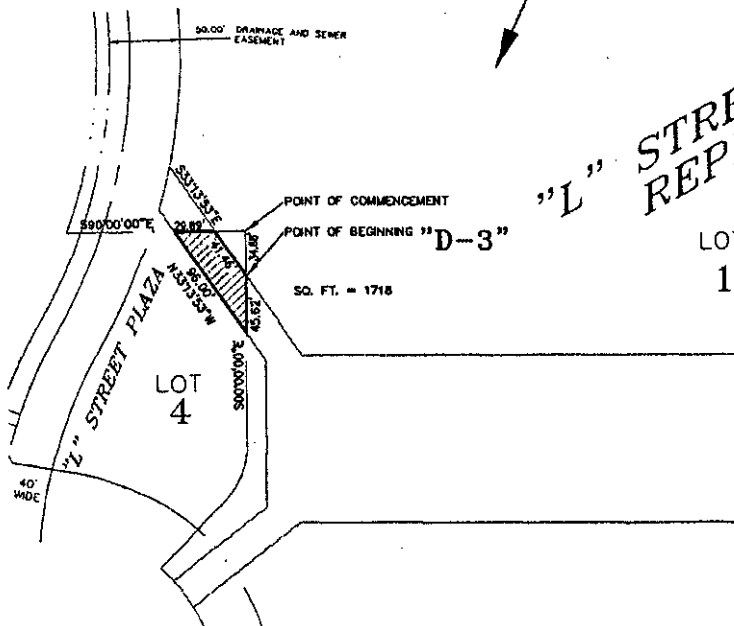 50.00' DRAINAGE AND SEWER
EASEMENT
"L" STRE
REP
LOT
1
S33°13'53"E
POINT OF COMMENCEMENT
S90°00'00"E
29.89'
34.68'
POINT OF BEGINNING "D-3"
41.46'
96.00'
N33°13'53"W
SQ. FT. = 1718
45.62'
S00°00'00"E
"L" STREET PLAZA
LOT
4
40'
WIDE